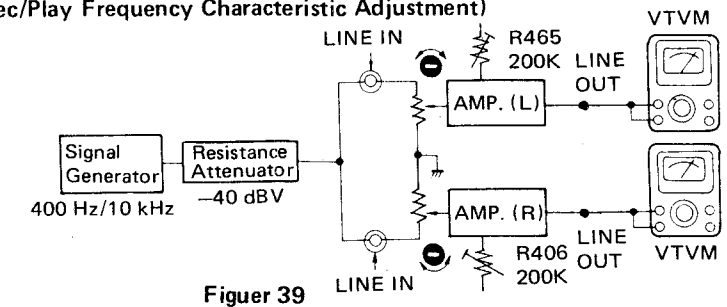 ec/Play Frequency Characteristic Adjustment)
VTVM
LINE IN
R465
200K
LINE
OUT
AMP. (L)
Signal
Generator
400 Hz/10 kHz
Resistance
Attenuator
−40 dBV
AMP. (R)
LINE
OUT
R406
200K
VTVM
LINE IN
Figuer 39